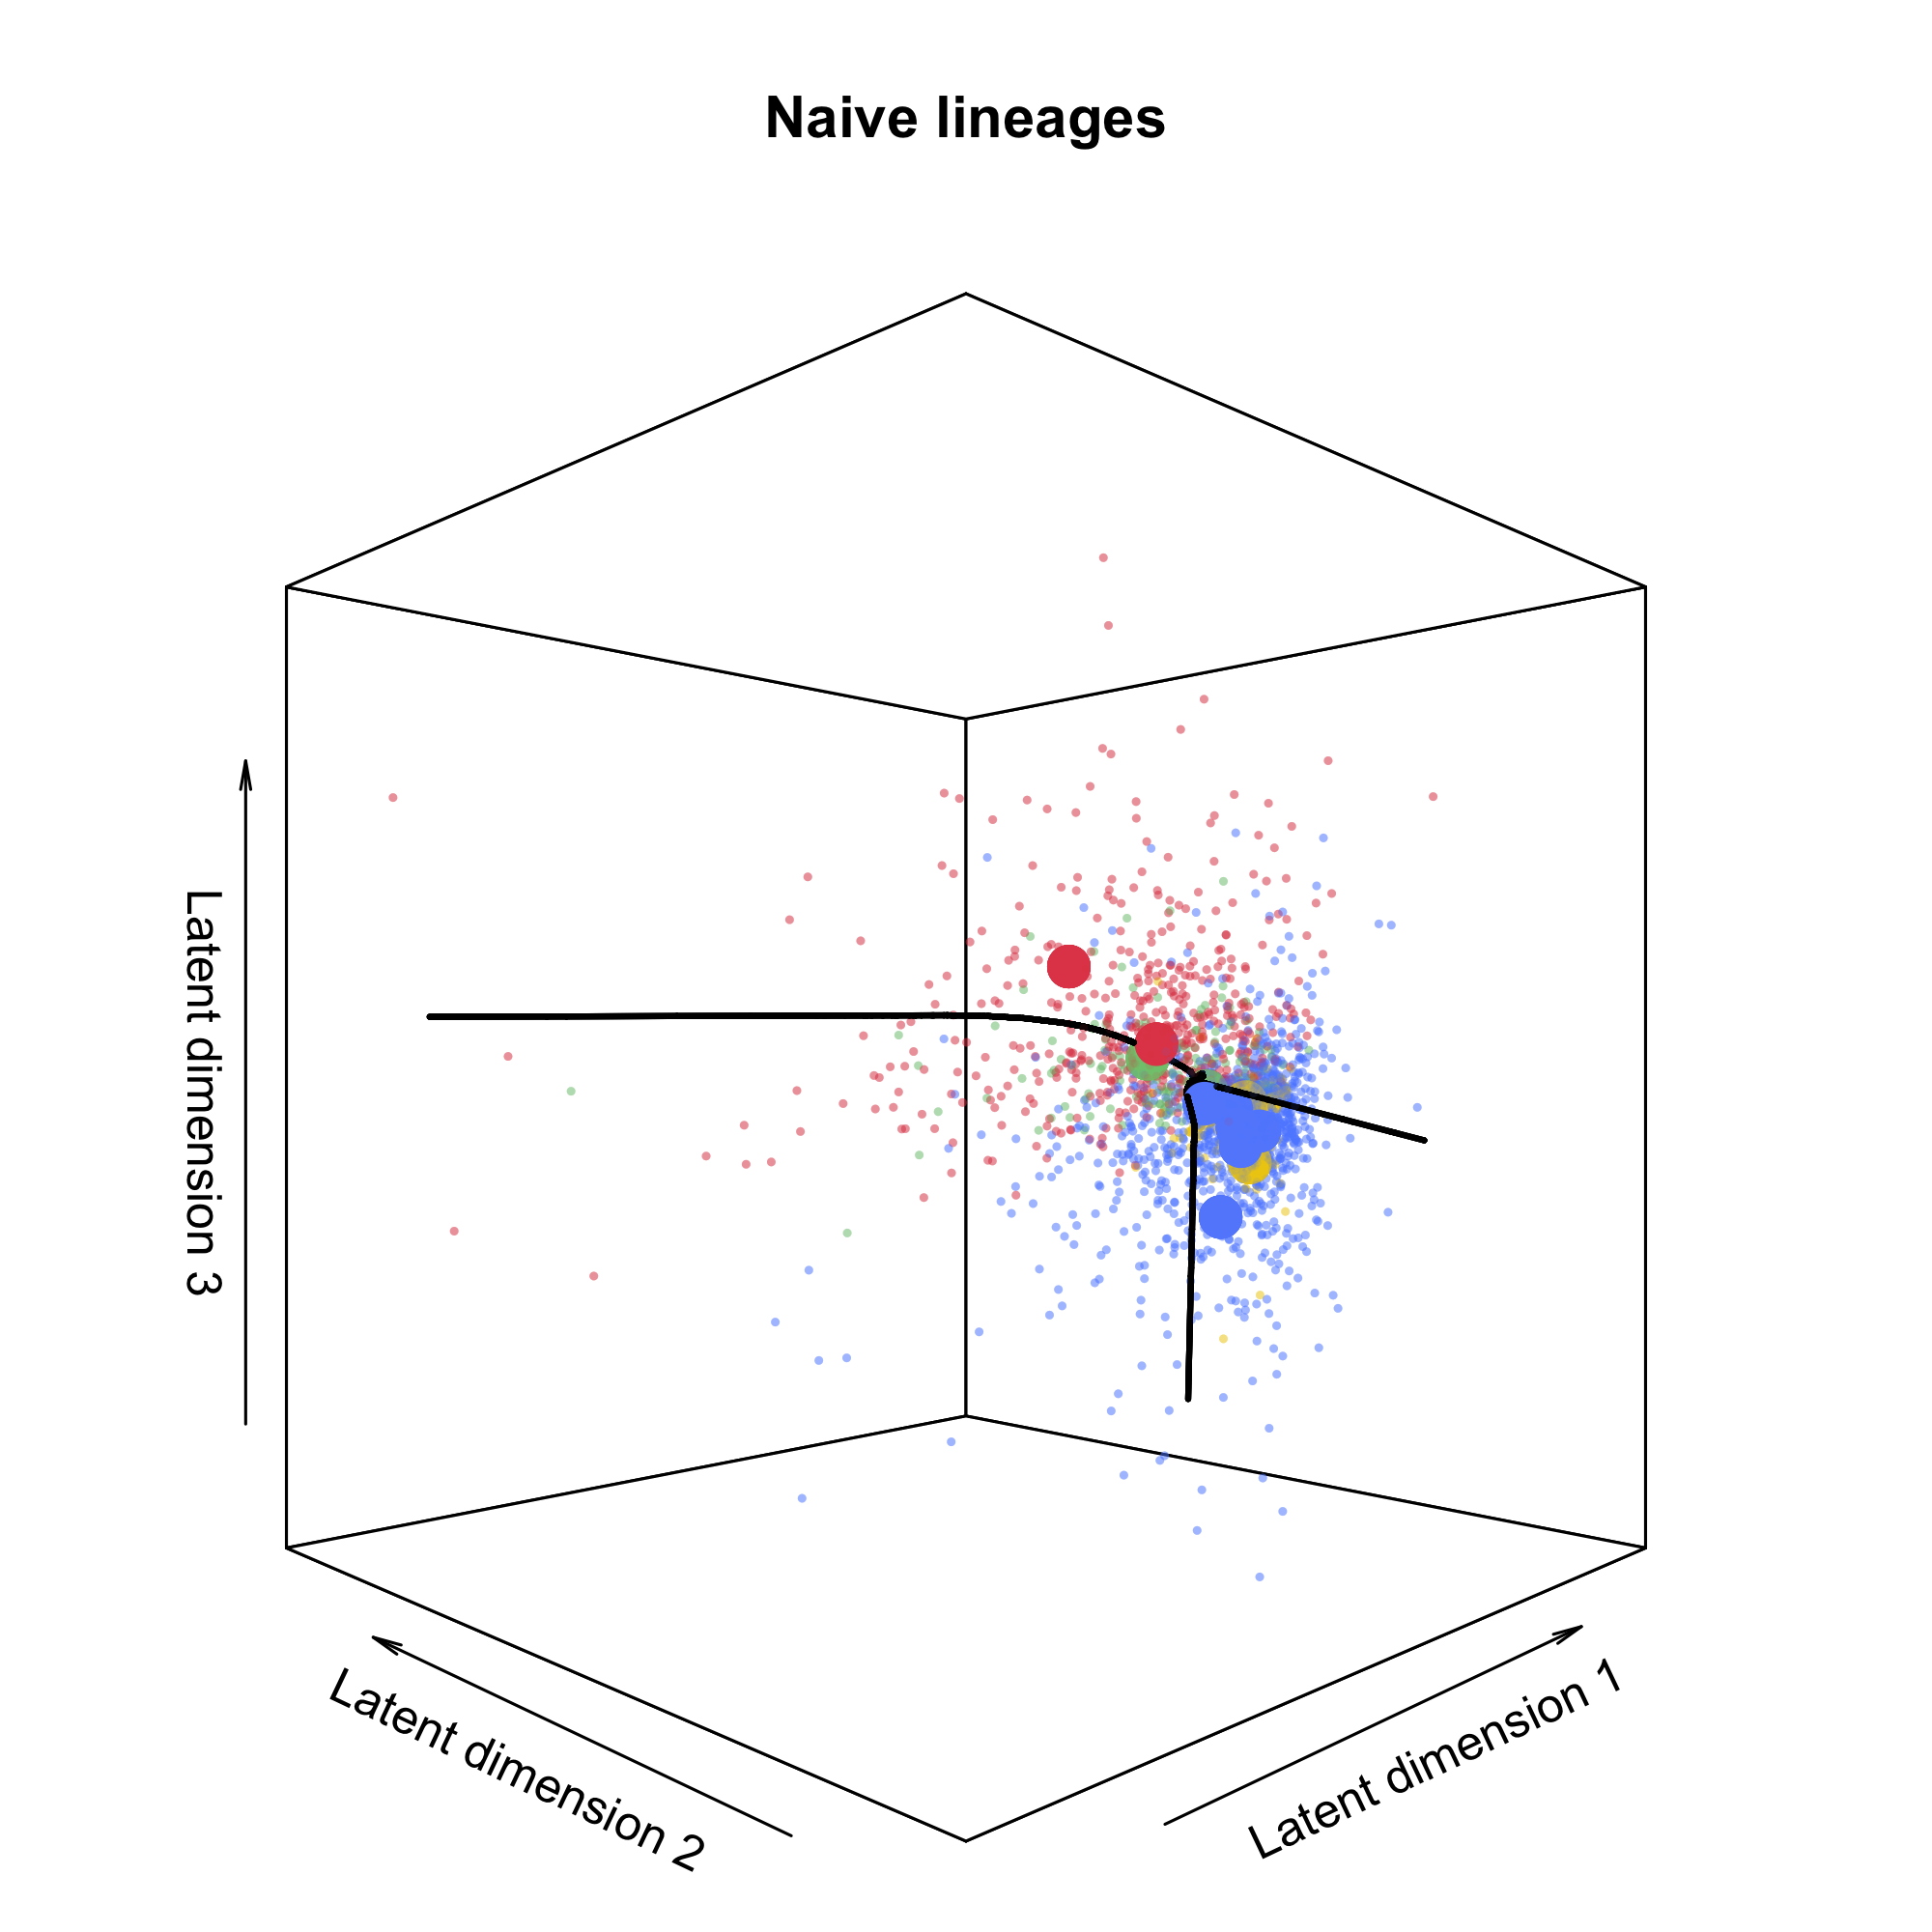 Naive lineages
Latent dimension 3
Latent dimension 2
Latent dimension 1